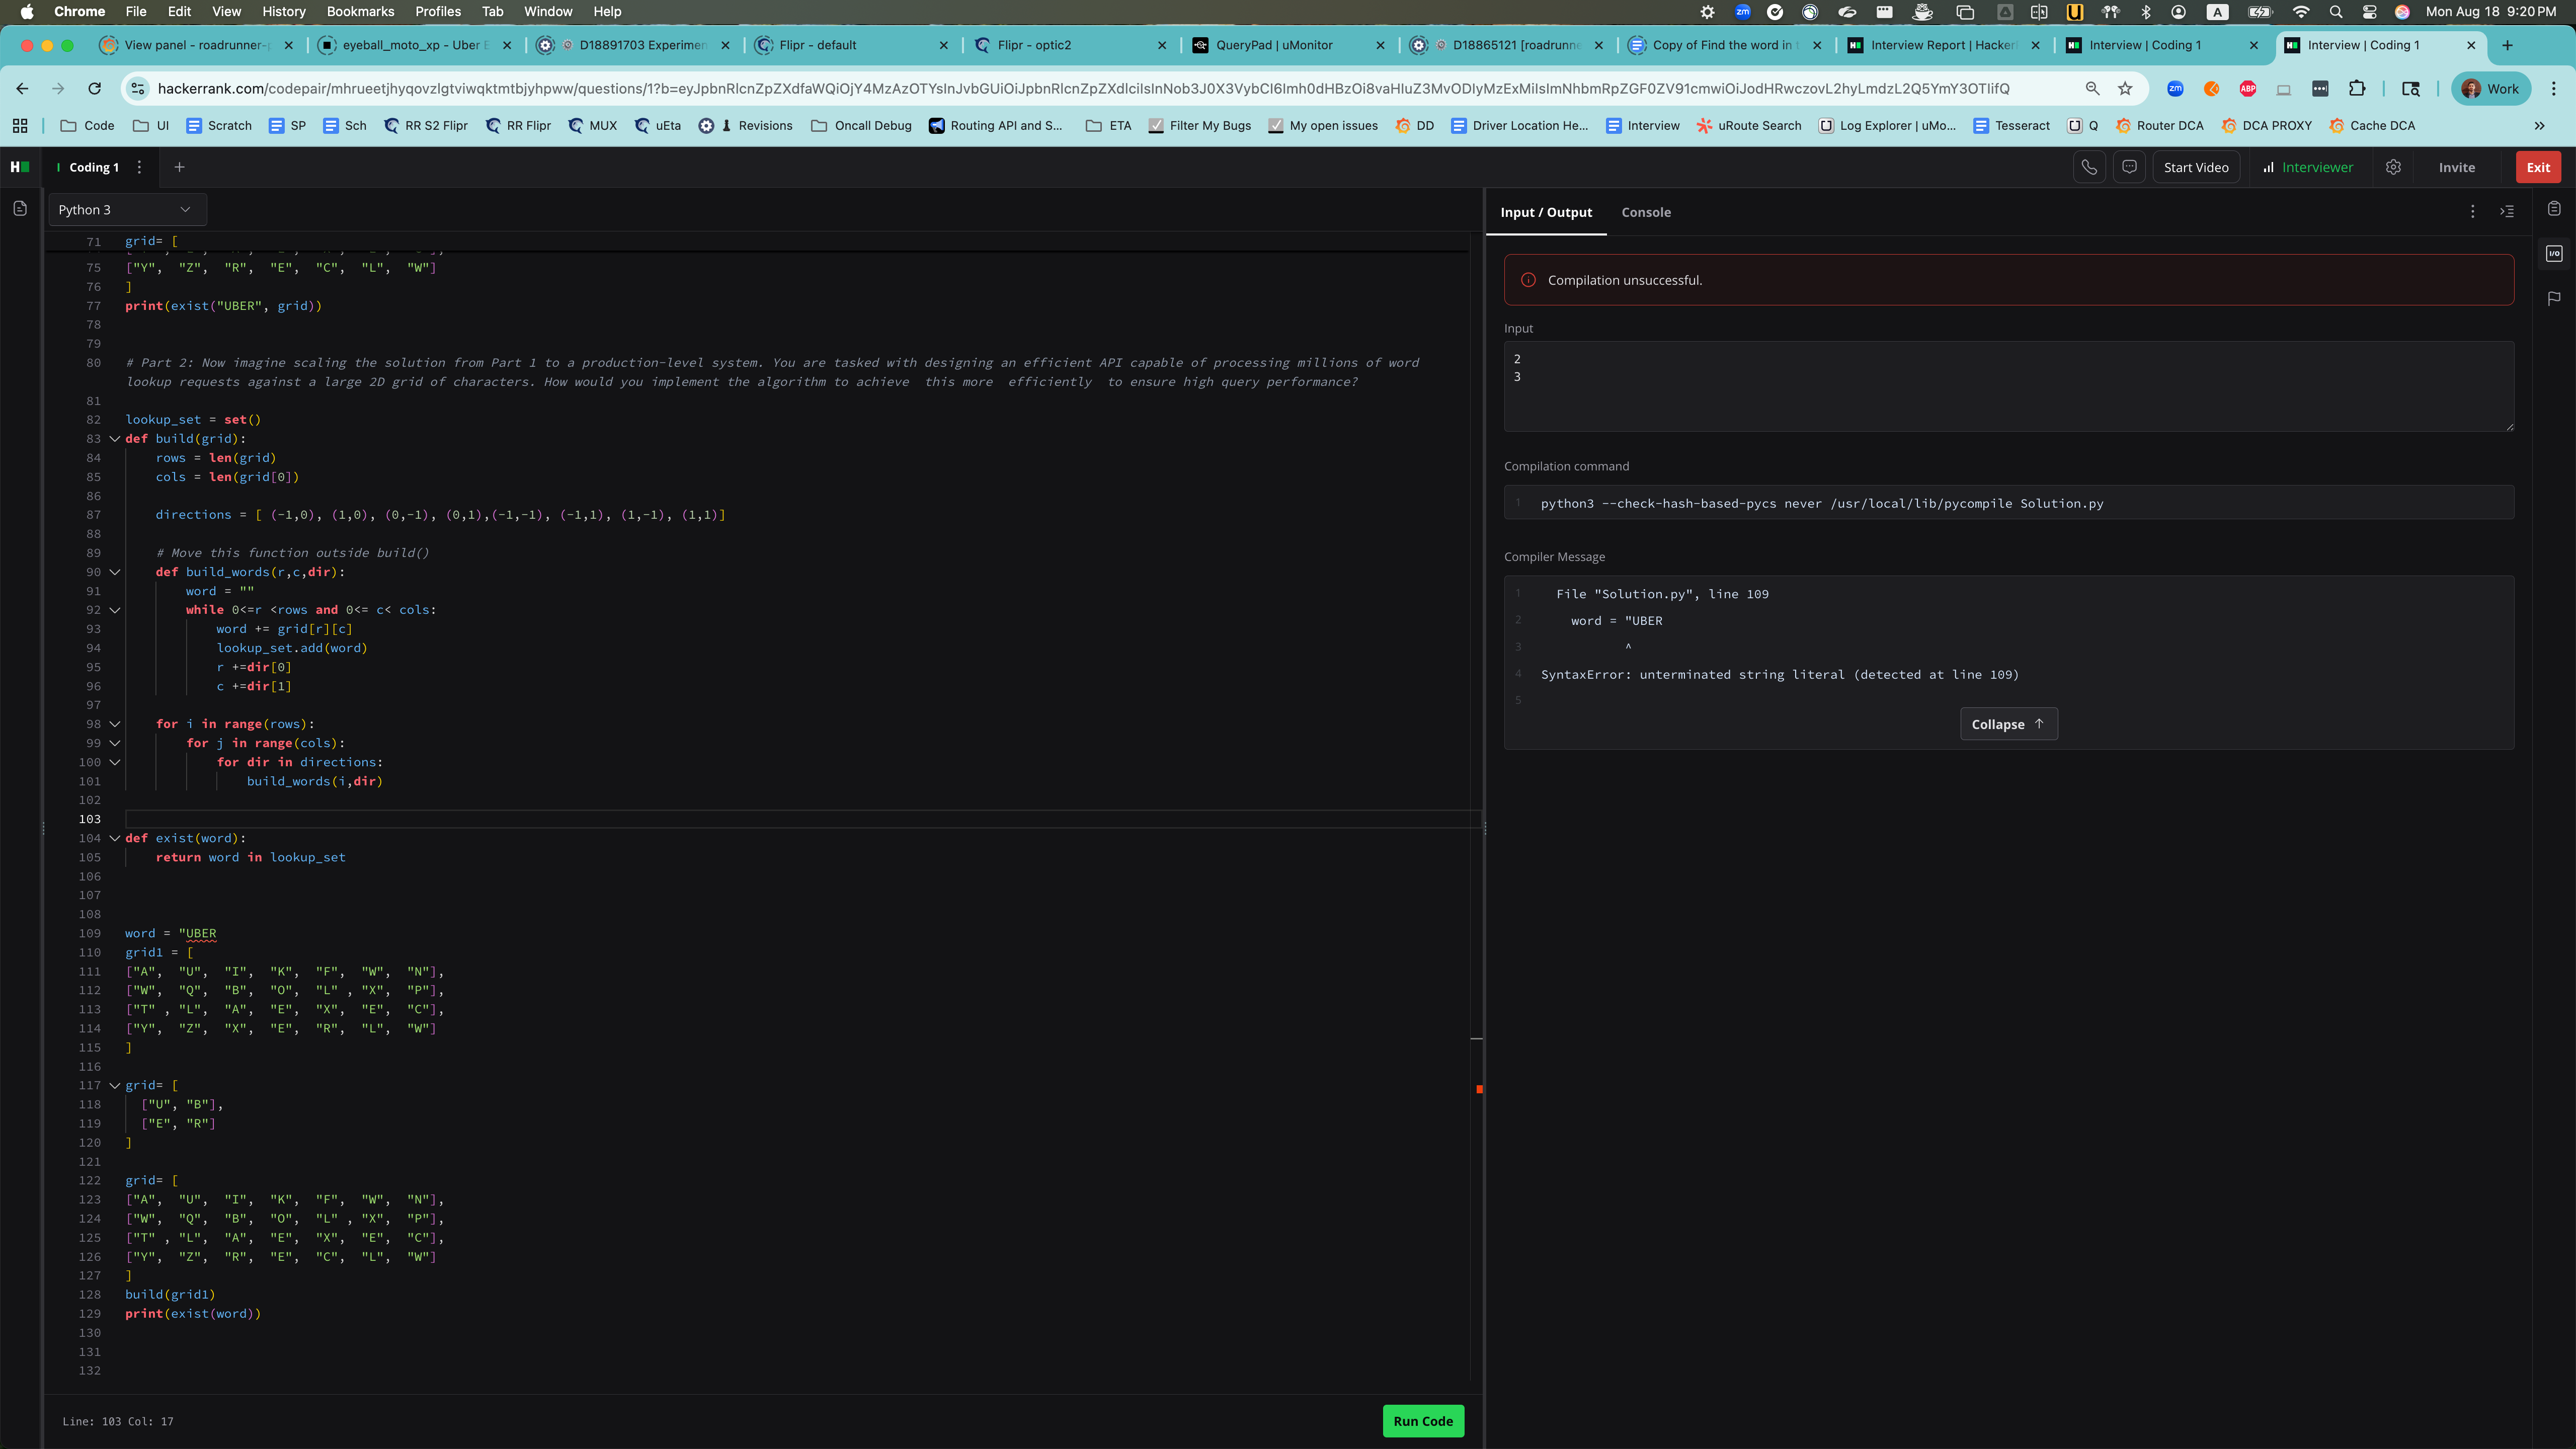 Chrome File Edit View History Bookmarks Profiles Tab Window Help Mon Aug 18 9:20 PM
View panel - roadrunner-p eyeball_moto_xp - Uber E D18891703 Experimen Flipr - default Flipr - optic2 QueryPad | uMonitor D18865121 [roadrunne Copy of Find the word in t Interview Report | Hacker Interview | Coding 1 Interview | Coding 1
Work
Code UI Scratch SP Sch RR S2 Flipr RR Flipr MUX uEta Revisions Oncall Debug Routing API and S... ETA Filter My Bugs My open issues DD Driver Location He... Interview uRoute Search Log Explorer | uMo... Tesseract Q Router DCA DCA PROXY Cache DCA
Coding 1 Start Video Interviewer Invite Exit
Python 3
71 grid= [
75 ["Y", "Z", "R", "E", "C", "L", "W"]
76 ]
77 print(exist("UBER", grid))
78
79
80 # Part 2: Now imagine scaling the solution from Part 1 to a production-level system. You are tasked with designing an efficient API capable of processing millions of word
lookup requests against a large 2D grid of characters. How would you implement the algorithm to achieve this more efficiently to ensure high query performance?
81
82 lookup_set = set()
83 def build(grid):
84 rows = len(grid)
85 cols = len(grid[0])
86
87 directions = [ (-1,0), (1,0), (0,-1), (0,1),(-1,-1), (-1,1), (1,-1), (1,1)]
88
89 # Move this function outside build()
90 def build_words(r,c,dir):
91 word = ""
92 while 0<=r <rows and 0<= c< cols:
93 word += grid[r][c]
94 lookup_set.add(word)
95 r +=dir[0]
96 c +=dir[1]
97
98 for i in range(rows):
99 for j in range(cols):
100 for dir in directions:
101 build_words(i,dir)
102
103
104 def exist(word):
105 return word in lookup_set
106
107
108
109 word = "UBER
110 grid1 = [
111 ["A", "U", "I", "K", "F", "W", "N"],
112 ["W", "Q", "B", "O", "L" , "X", "P"],
113 ["T" , "L", "A", "E", "X", "E", "C"],
114 ["Y", "Z", "X", "E", "R", "L", "W"]
115 ]
116
117 grid= [
118 ["U", "B"],
119 ["E", "R"]
120 ]
121
122 grid= [
123 ["A", "U", "I", "K", "F", "W", "N"],
124 ["W", "Q", "B", "O", "L" , "X", "P"],
125 ["T" , "L", "A", "E", "X", "E", "C"],
126 ["Y", "Z", "R", "E", "C", "L", "W"]
127 ]
128 build(grid1)
129 print(exist(word))
130
131
132
Line: 103 Col: 17
Run Code
Input / Output Console
Compilation unsuccessful.
Input
2
3
Compilation command
1 python3 --check-hash-based-pycs never /usr/local/lib/pycompile Solution.py
Compiler Message
1 File "Solution.py", line 109
2 word = "UBER
3 ^
4 SyntaxError: unterminated string literal (detected at line 109)
5
Collapse ↑
I/O